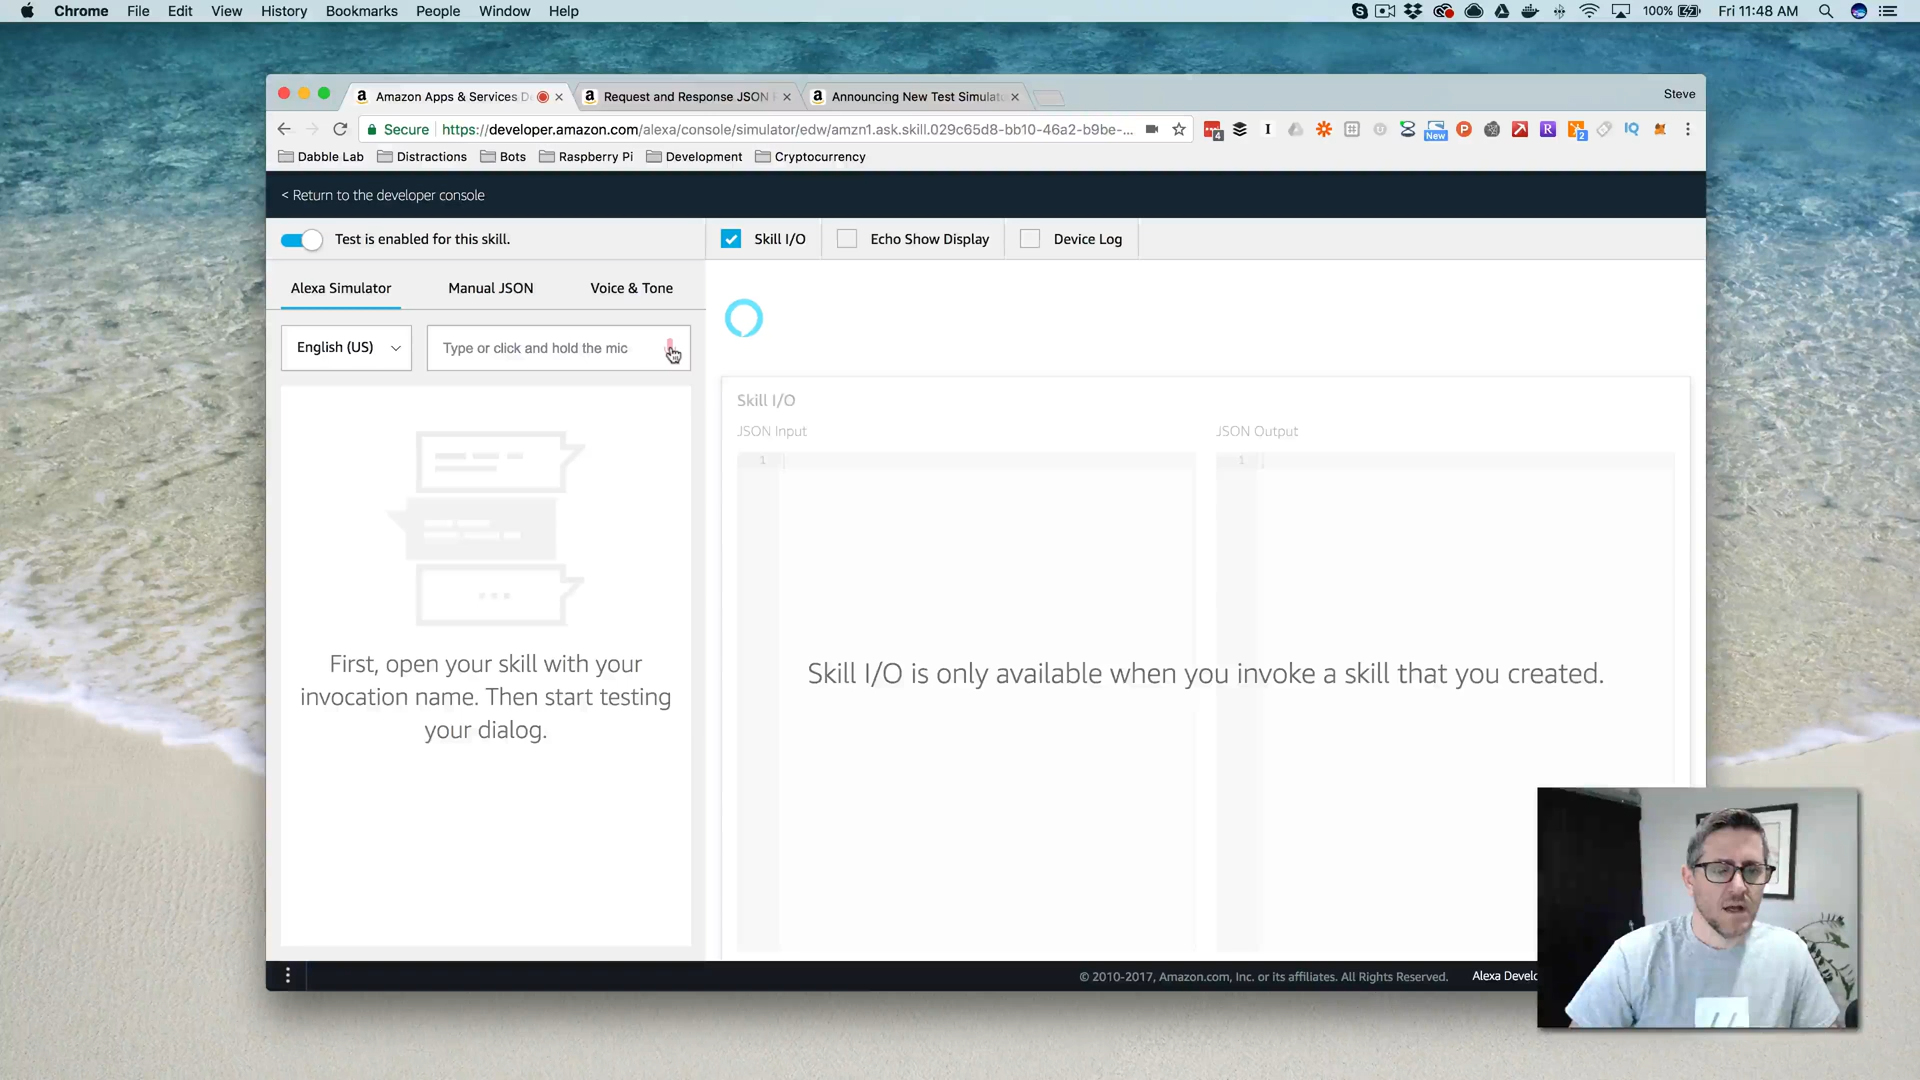 Chrome File Edit View History Bookmarks People Window Help 100% Fri 11:48 AM
Amazon Apps & Services D Request and Response JSON Announcing New Test Simulato Steve
Secure https://developer.amazon.com/alexa/console/simulator/edw/amzn1.ask.skill.029c65d8-bb10-46a2-b9be-...
Dabble Lab Distractions Bots Raspberry Pi Development Cryptocurrency
< Return to the developer console
Test is enabled for this skill. Skill I/O Echo Show Display Device Log
Alexa Simulator Manual JSON Voice & Tone
English (US) Type or click and hold the mic
Skill I/O
JSON Input JSON Output
1 1
First, open your skill with your
invocation name. Then start testing
your dialog.
Skill I/O is only available when you invoke a skill that you created.
© 2010-2017, Amazon.com, Inc. or its affiliates. All Rights Reserved. Alexa Develo